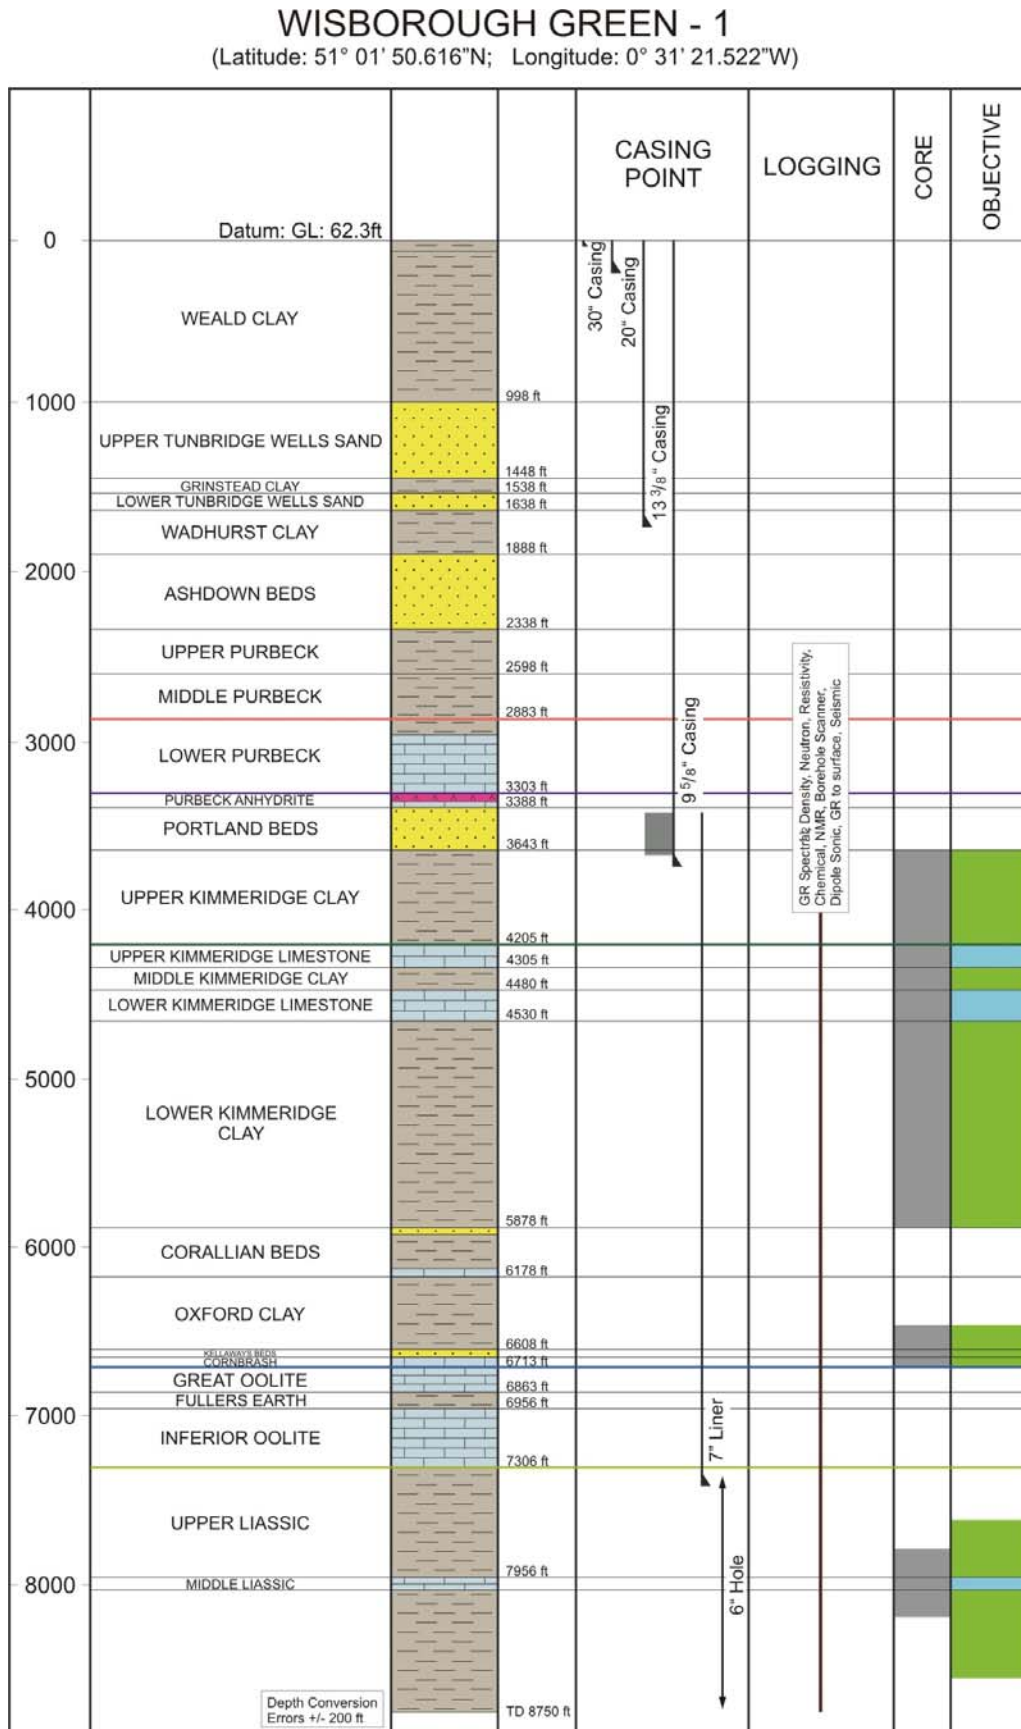 WISBOROUGH GREEN - 1
(Latitude: 51° 01' 50.616"N; Longitude: 0° 31' 21.522"W)
CASING
POINT
LOGGING
CORE
OBJECTIVE
Datum: GL: 62.3ft
0
30" Casing
20" Casing
WEALD CLAY
998 ft
1000
UPPER TUNBRIDGE WELLS SAND
13 3/8 " Casing
1448 ft
GRINSTEAD CLAY
1538 ft
LOWER TUNBRIDGE WELLS SAND
1638 ft
WADHURST CLAY
1888 ft
2000
ASHDOWN BEDS
2338 ft
UPPER PURBECK
2598 ft
MIDDLE PURBECK
2883 ft
GR Spectral, Density, Neutron, Resistivity,
Chemical, NMR, Borehole Scanner,
Dipole Sonic, GR to surface, Seismic
3000
LOWER PURBECK
9 5/8" Casing
3303 ft
PURBECK ANHYDRITE
3388 ft
PORTLAND BEDS
3643 ft
UPPER KIMMERIDGE CLAY
4000
4205 ft
UPPER KIMMERIDGE LIMESTONE
4305 ft
MIDDLE KIMMERIDGE CLAY
4480 ft
LOWER KIMMERIDGE LIMESTONE
4530 ft
5000
LOWER KIMMERIDGE
CLAY
5878 ft
6000
CORALLIAN BEDS
6178 ft
OXFORD CLAY
6608 ft
KELLAWAYS BEDS
CORNBRASH
6713 ft
GREAT OOLITE
6863 ft
FULLERS EARTH
6956 ft
7000
INFERIOR OOLITE
7" Liner
7306 ft
UPPER LIASSIC
7956 ft
8000
MIDDLE LIASSIC
6" Hole
Depth Conversion
Errors +/- 200 ft
TD 8750 ft